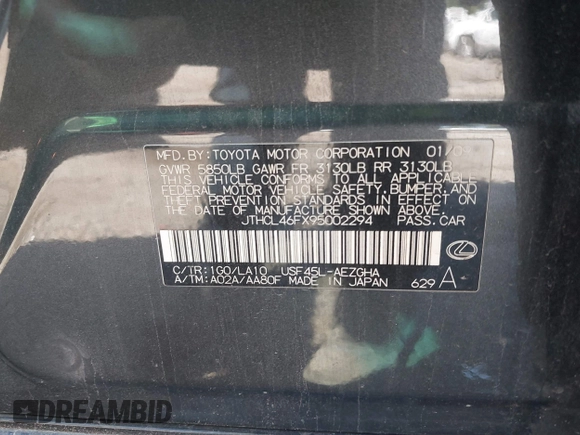 MFD.BY: TOYOTA MOTOR CORPORATION 01/0
GVWR 5850LB GAWR FR 3130LB RR 3130LB
THIS VEHICLE CONFORMS TO ALL APPLICABLE
FEDERAL MOTOR VEHICLE SAFETY, BUMPER, AND
THEFT PREVENTION STANDARDS IN EFFECT ON
THE DATE OF MANUFACTURE SHOWN ABOVE.
JTHCL46FX95002294 PASS.CAR
C/TR:1G0/LA10 USF45L-AEZGHA
A/TM:A02A/AA80F MADE IN JAPAN 629 A
DREAMBID